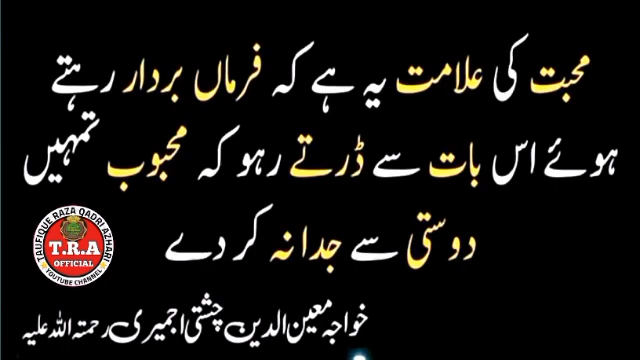 محبت کی علامت یہ ہے کہ فرماں بردار رہتے
ہوئے اس بات سے ڈرتے رہو کہ محبوب تمہیں
دوستی سے جدا نہ کر دے
TAUFIQUE RAZA QADRI AZHARI
T.R.A
OFFICIAL
YOUTUBE CHANNEL
خواجہ معین الدین چشتی اجمیری رحمتہ اللہ علیہ